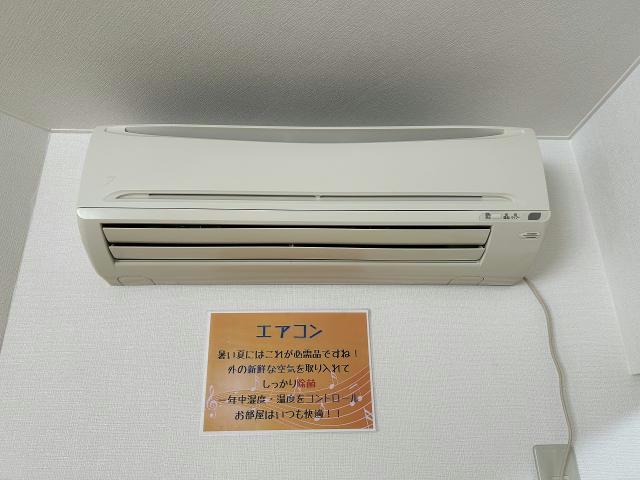 エアコン
暑い夏にはこれが必需品ですね！
外の新鮮な空気を取り入れて
しっかり除菌
一年中湿度・温度をコントロール
お部屋はいつも快適！！